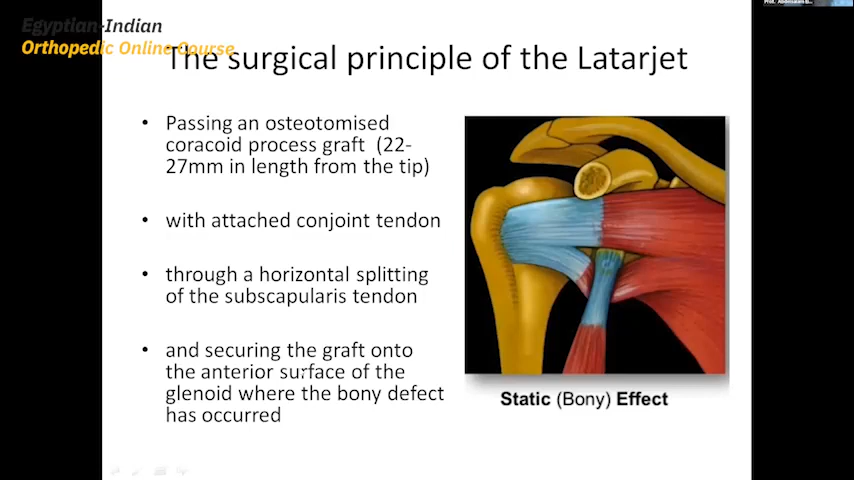 Egyptian-Indian
Orthopedic Online Course
The surgical principle of the Latarjet
• Passing an osteotomised
coracoid process graft (22-
27mm in length from the tip)
• with attached conjoint tendon
• through a horizontal splitting
of the subscapularis tendon
• and securing the graft onto
the anterior surface of the
glenoid where the bony defect
has occurred
Static (Bony) Effect